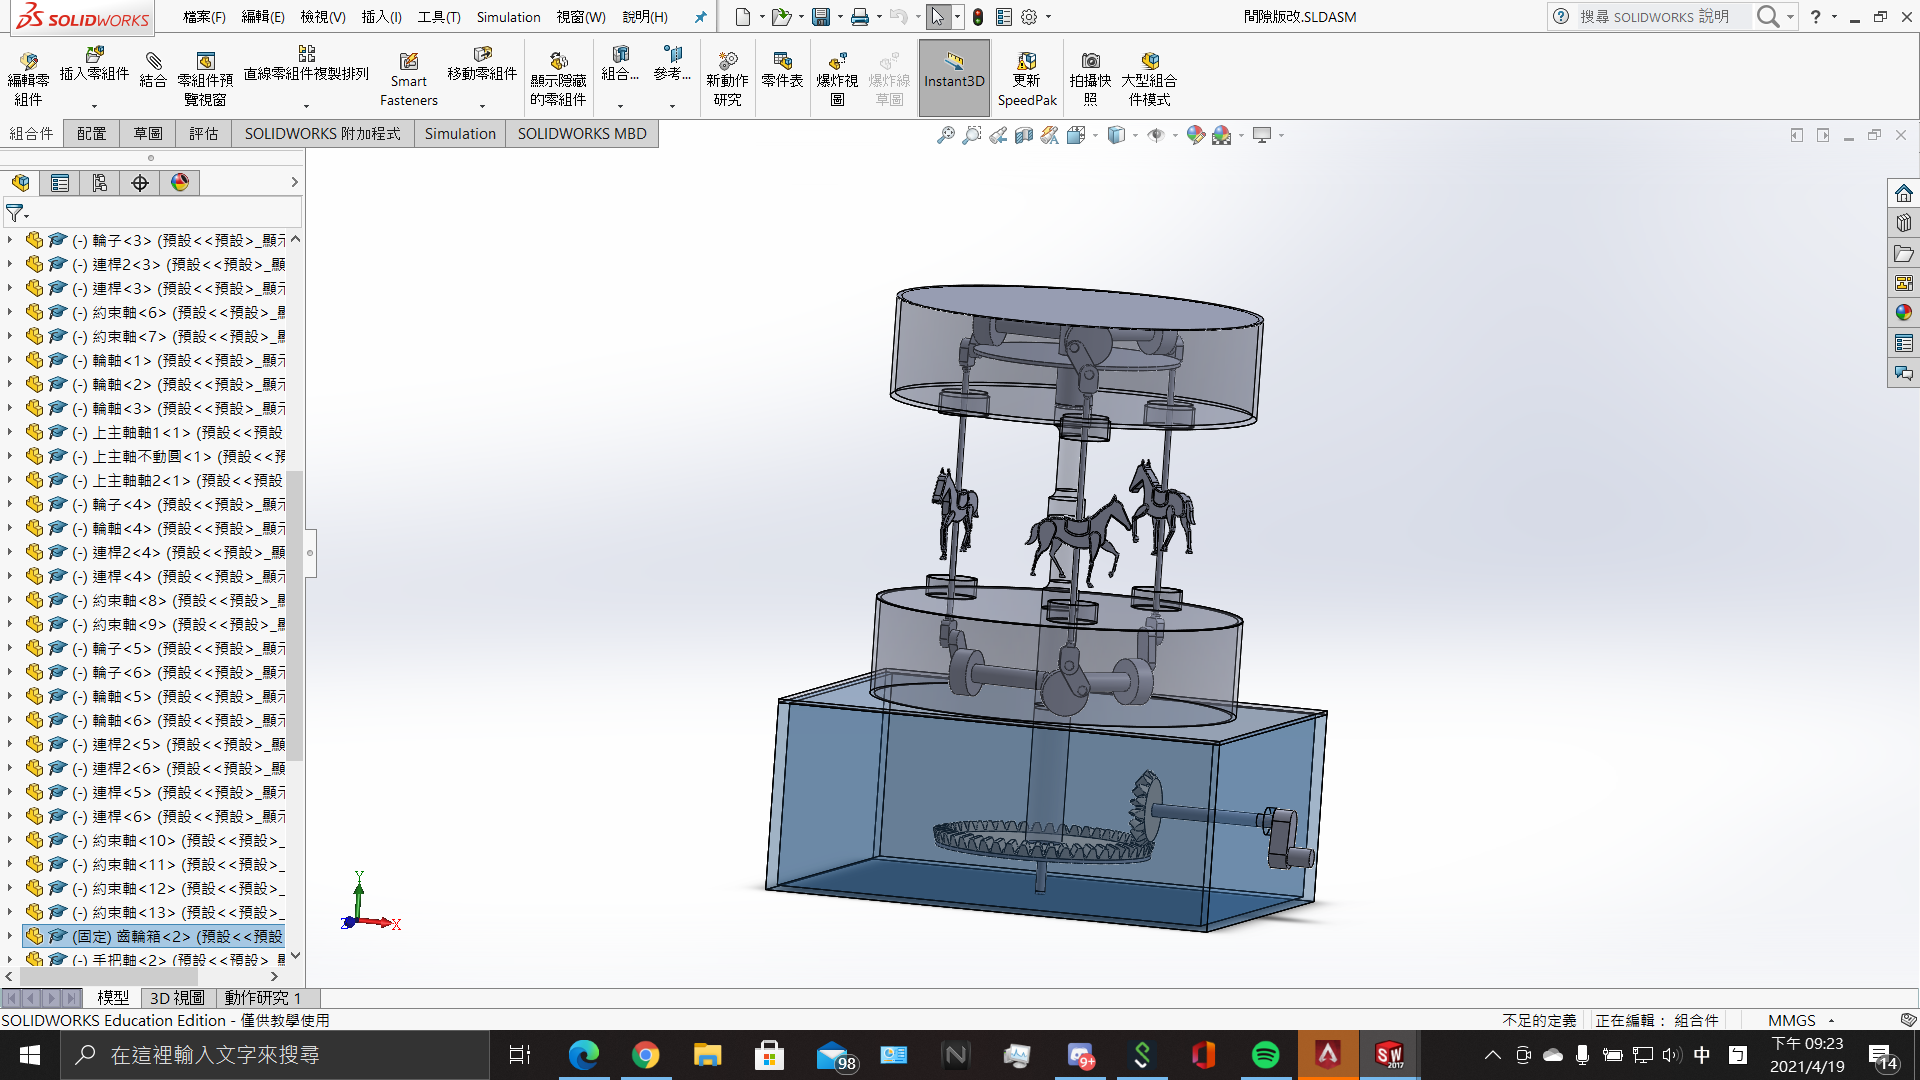 SOLIDWORKS 檔案(F) 編輯(E) 檢視(V) 插入(I) 工具(T) Simulation 視窗(W) 說明(H) 間隙版改.SLDASM 搜尋 SOLIDWORKS 說明
編輯零組件 插入零組件 結合 零組件預覽視窗 直線零組件複製排列 Smart Fasteners 移動零組件 顯示隱藏的零組件 組合... 參考... 新動作研究 零件表 爆炸視圖 爆炸線草圖 Instant3D 更新 SpeedPak 拍攝快照 大型組合件模式
組合件 配置 草圖 評估 SOLIDWORKS 附加程式 Simulation SOLIDWORKS MBD
(-) 輪子<3> (預設<<預設>_顯示
(-) 連桿2<3> (預設<<預設>_顯
(-) 連桿<3> (預設<<預設>_顯示
(-) 約束軸<6> (預設<<預設>_顯
(-) 約束軸<7> (預設<<預設>_顯
(-) 輪軸<1> (預設<<預設>_顯示
(-) 輪軸<2> (預設<<預設>_顯示
(-) 輪軸<3> (預設<<預設>_顯示
(-) 上主軸軸1<1> (預設<<預設
(-) 上主軸不動圓<1> (預設<<預
(-) 上主軸軸2<1> (預設<<預設
(-) 輪子<4> (預設<<預設>_顯示
(-) 輪軸<4> (預設<<預設>_顯示
(-) 連桿2<4> (預設<<預設>_顯
(-) 連桿<4> (預設<<預設>_顯示
(-) 約束軸<8> (預設<<預設>_顯
(-) 約束軸<9> (預設<<預設>_顯
(-) 輪子<5> (預設<<預設>_顯示
(-) 輪子<6> (預設<<預設>_顯示
(-) 輪軸<5> (預設<<預設>_顯示
(-) 輪軸<6> (預設<<預設>_顯示
(-) 連桿2<5> (預設<<預設>_顯
(-) 連桿2<6> (預設<<預設>_顯
(-) 連桿<5> (預設<<預設>_顯示
(-) 連桿<6> (預設<<預設>_顯示
(-) 約束軸<10> (預設<<預設>_
(-) 約束軸<11> (預設<<預設>_
(-) 約束軸<12> (預設<<預設>_
(-) 約束軸<13> (預設<<預設>_
(固定) 齒輪箱<2> (預設<<預設
(-) 手把軸<2> (預設<<預設>_顯
Y
Z X
模型 3D 視圖 動作研究 1
SOLIDWORKS Education Edition - 僅供教學使用 不足的定義 正在編輯： 組合件 MMGS
在這裡輸入文字來搜尋 98 9+ SW 2017 中 下午 09:23
2021/4/19 14